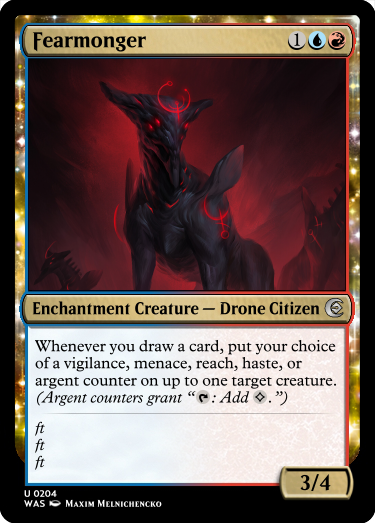 Fearmonger 1
Enchantment Creature — Drone Citizen
Whenever you draw a card, put your choice
of a vigilance, menace, reach, haste, or
argent counter on up to one target creature.
(Argent counters grant “: Add .”)
ft
ft
ft
3/4
U 0204
WAS Maxim Melnichencko